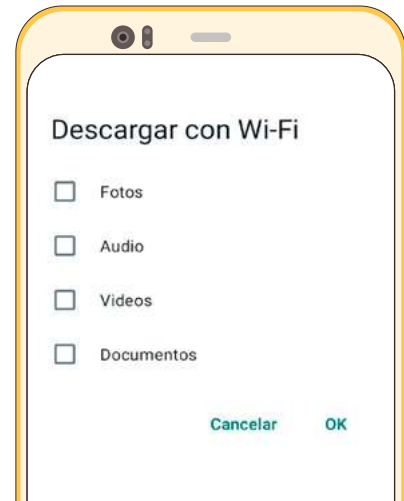 Descargar con Wi-Fi
Fotos
Audio
Videos
Documentos
Cancelar OK